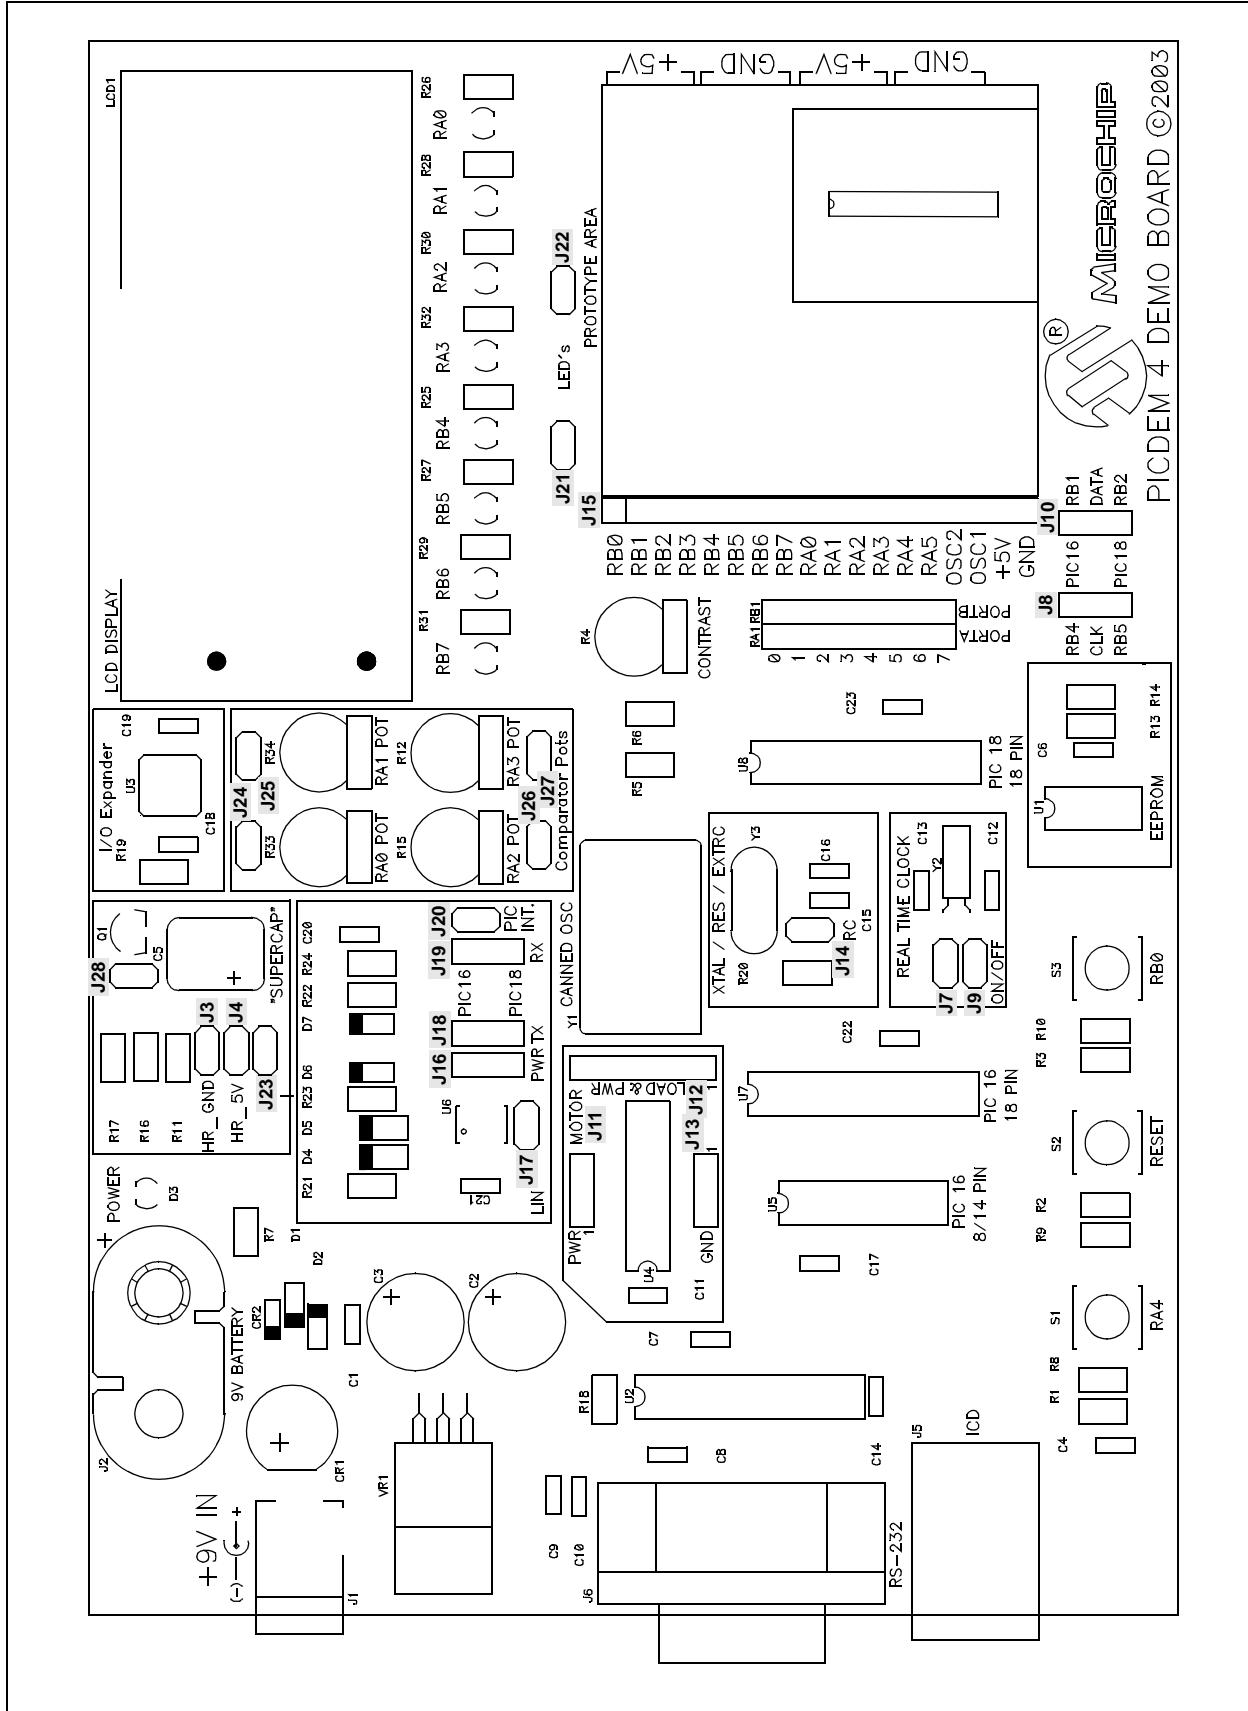 LCD1
LCD DISPLAY
R26
RA0
R28
RA1
R30
RA2
R32
RA3
R25
RB4
R27
RB5
R29
RB6
R31
RB7
J22
LED's
J21
PROTOTYPE AREA
+5V
GND
+5V
GND
MICROCHIP
®
PICDEM 4 DEMO BOARD ©2003
J15
RB0
RB1
RB2
RB3
RB4
RB5
RB6
RB7
RA0
RA1
RA2
RA3
RA4
RA5
OSC2
OSC1
+5V
GND
J10
RB1
DATA
RB2
PIC16
PIC18
J8
RB4
CLK
RB5
R4
CONTRAST
RA1 RB1
PORTB
PORTA
0
1
2
3
4
5
6
7
C19
I/O Expander
U3
R19
C18
J24
J25
R34
R33
RA1 POT
RA0 POT
R12
R15
RA3 POT
RA2 POT
J26
J27
Comparator Pots
R6
R5
C23
U8
PIC 18
18 PIN
R14
R13
C6
U1
EEPROM
Q1
C5
J28
"SUPERCAP"
J3
J4
J23
HR_GND
HR_5V
R17
R16
R11
C20
R24
R22
D7
D6
R23
D5
D4
R21
J20
PIC
INT.
J19
RX
PIC16
PIC18
J18
TX
J16
PWR
U6
J17
C21
LIN
Y1 CANNED OSC
XTAL / RES / EXTRC
Y3
C16
C15
R20
J14
RC
REAL TIME CLOCK
C13
Y2
C12
J7
J9
ON/OFF
C22
S3
RB0
R10
R3
MOTOR
J11
LOAD & PWR
J12
1
J13
1
PWR
1
GND
U4
C11
U7
PIC 16
18 PIN
U5
PIC 16
8/14 PIN
C17
S2
RESET
R2
R9
POWER
D3
R7
D1
D2
CR2
9V BATTERY
J2
C1
C3
C2
C7
R18
U2
C14
C8
S1
RA4
R8
R1
C4
J5
ICD
CR1
+9V IN
(-)
+
J1
VR1
C9
C10
J6
RS-232